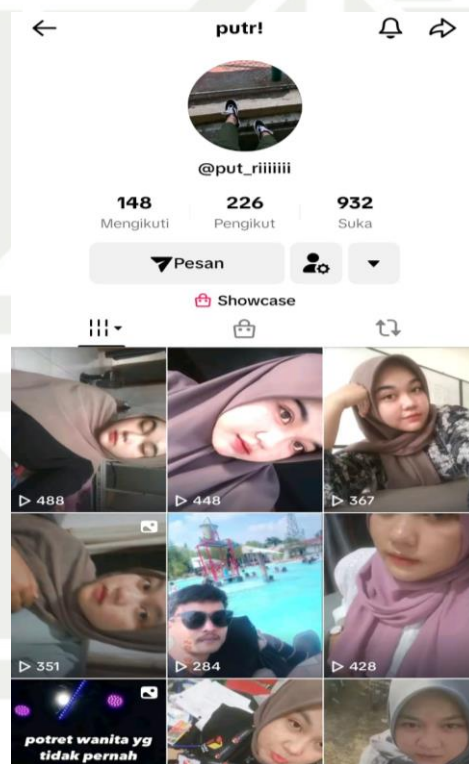 putr!
@put_riiiiiii
148 226 932
Mengikuti Pengikut Suka
Pesan
Showcase
488 448 367
351 284 428
potret wanita yg
tidak pernah